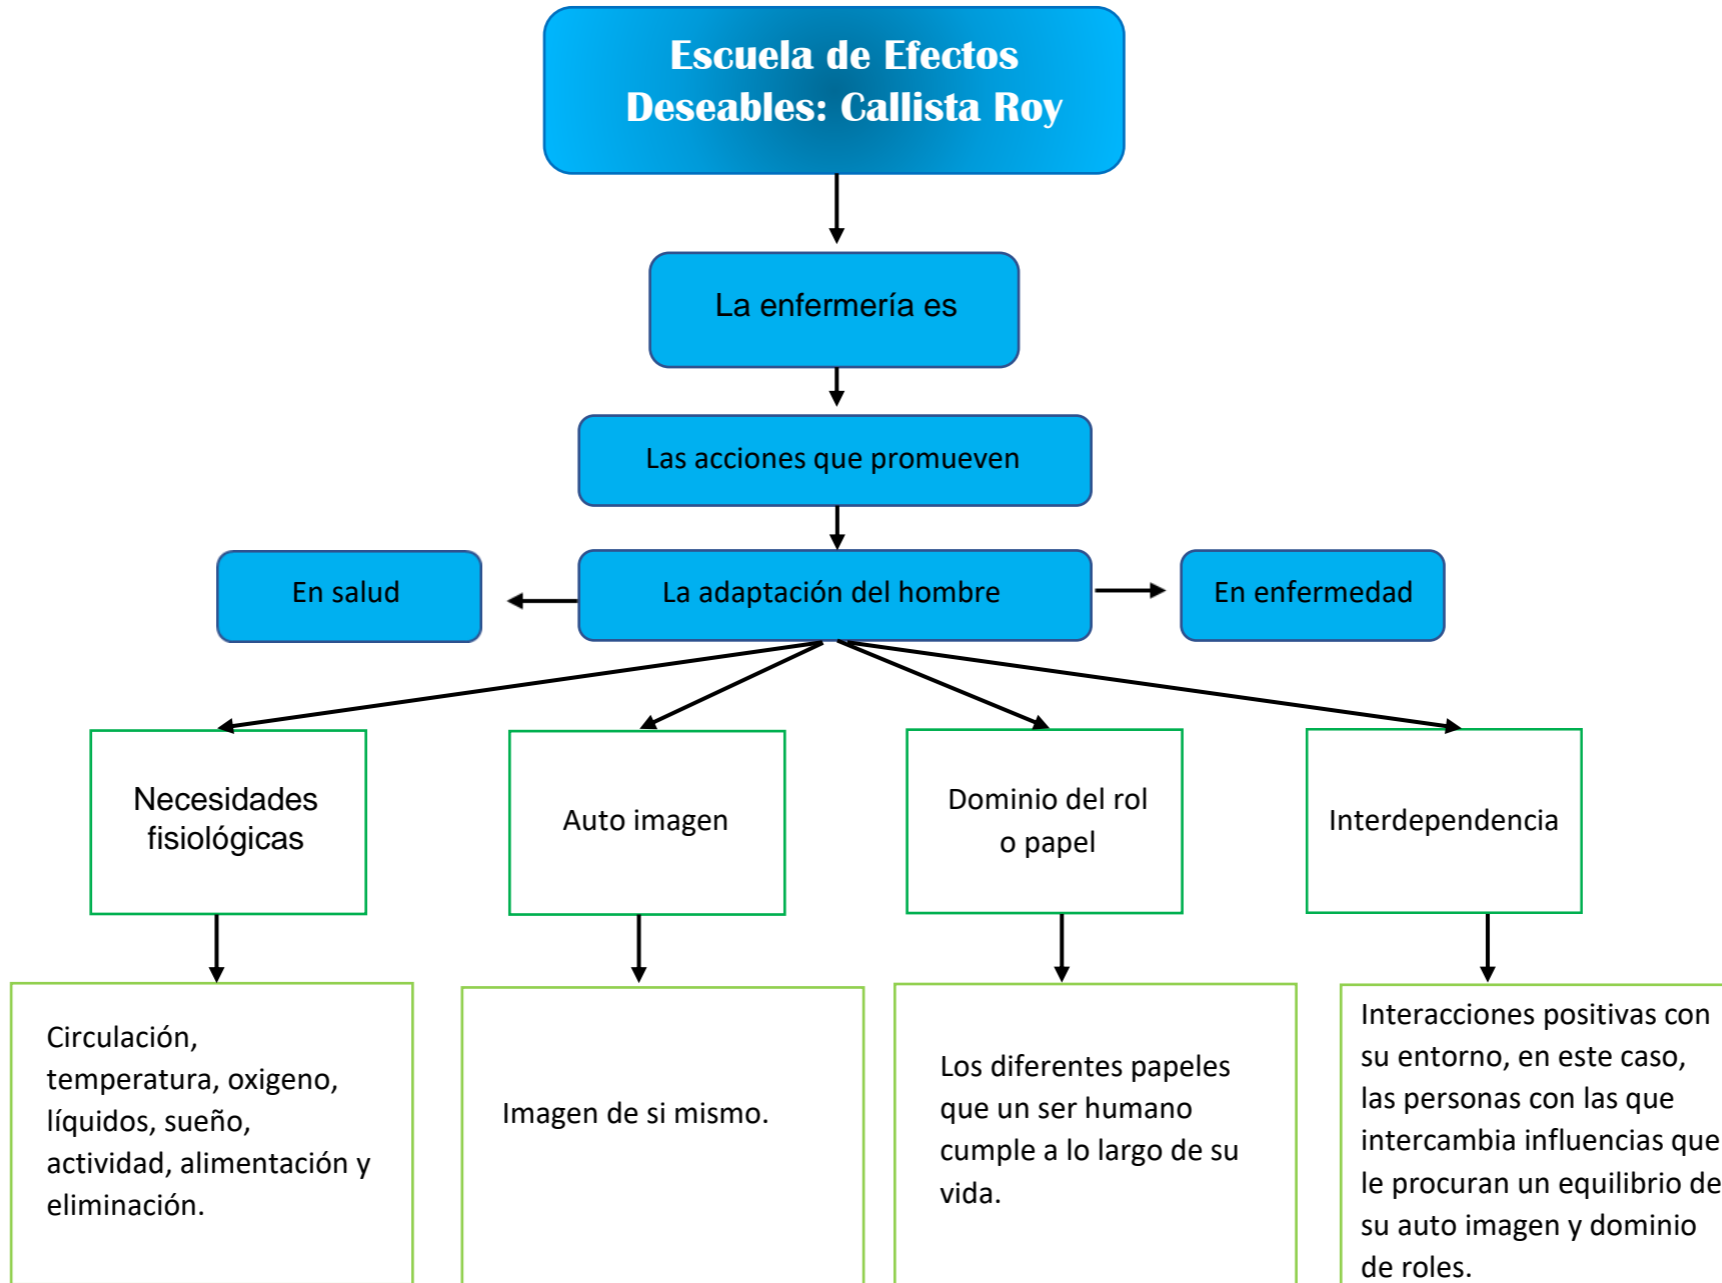 Escuela de Efectos
Deseables: Callista Roy
La enfermería es
Las acciones que promueven
En salud
La adaptación del hombre
En enfermedad
Necesidades
fisiológicas
Auto imagen
Dominio del rol
o papel
Interdependencia
Circulación,
temperatura, oxigeno,
líquidos, sueño,
actividad, alimentación y
eliminación.
Imagen de si mismo.
Los diferentes papeles
que un ser humano
cumple a lo largo de su
vida.
Interacciones positivas con
su entorno, en este caso,
las personas con las que
intercambia influencias que
le procuran un equilibrio de
su auto imagen y dominio
de roles.